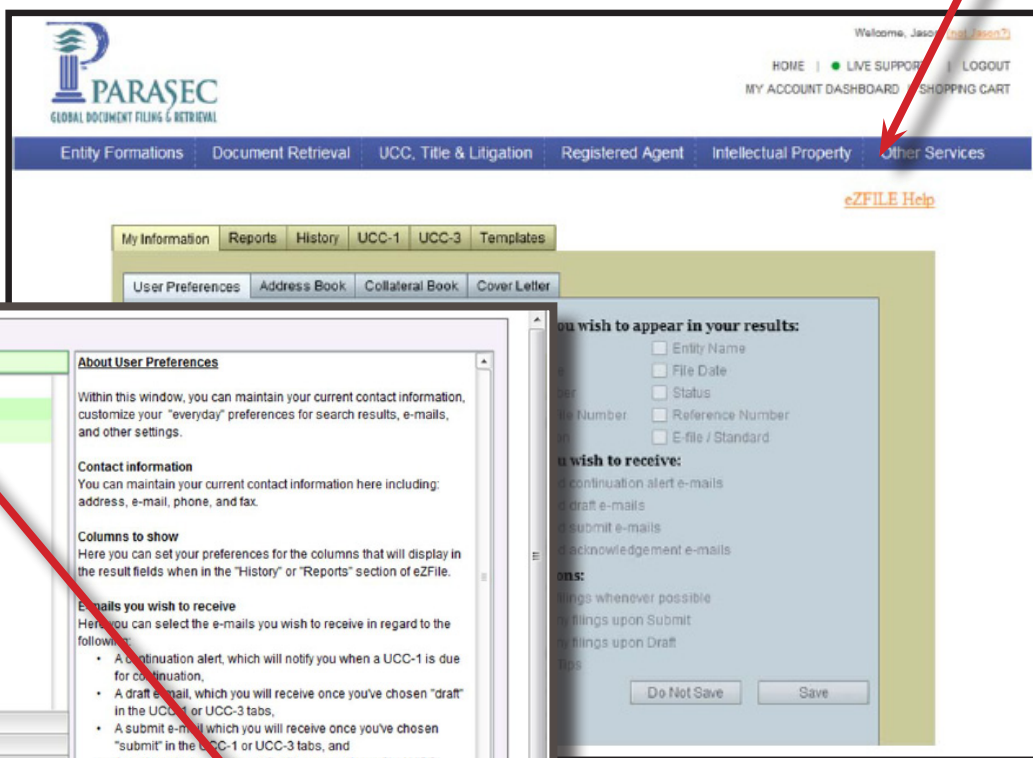 Welcome, Jason (not Jason?)
HOME | LIVE SUPPORT | LOGOUT
MY ACCOUNT DASHBOARD | SHOPPING CART
PARASEC
GLOBAL DOCUMENT FILING & RETRIEVAL
Entity Formations Document Retrieval UCC, Title & Litigation Registered Agent Intellectual Property Other Services
eZFILE Help
My Information Reports History UCC-1 UCC-3 Templates
User Preferences Address Book Collateral Book Cover Letter
you wish to appear in your results:
Entity Name
File Date
Status
Number Reference Number
E-file / Standard
wish to receive:
continuation alert e-mails
draft e-mails
submit e-mails
acknowledgement e-mails
filings whenever possible
filings upon Submit
filings upon Draft
Do Not Save Save
About User Preferences
Within this window, you can maintain your current contact information,
customize your "everyday" preferences for search results, e-mails,
and other settings.
Contact information
You can maintain your current contact information here including:
address, e-mail, phone, and fax.
Columns to show
Here you can set your preferences for the columns that will display in
the result fields when in the "History" or "Reports" section of eZFile.
E-mails you wish to receive
Here you can select the e-mails you wish to receive in regard to the
following:
• A continuation alert, which will notify you when a UCC-1 is due
for continuation,
• A draft e-mail, which you will receive once you've chosen "draft"
in the UCC-1 or UCC-3 tabs,
• A submit e-mail which you will receive once you've chosen
"submit" in the UCC-1 or UCC-3 tabs, and